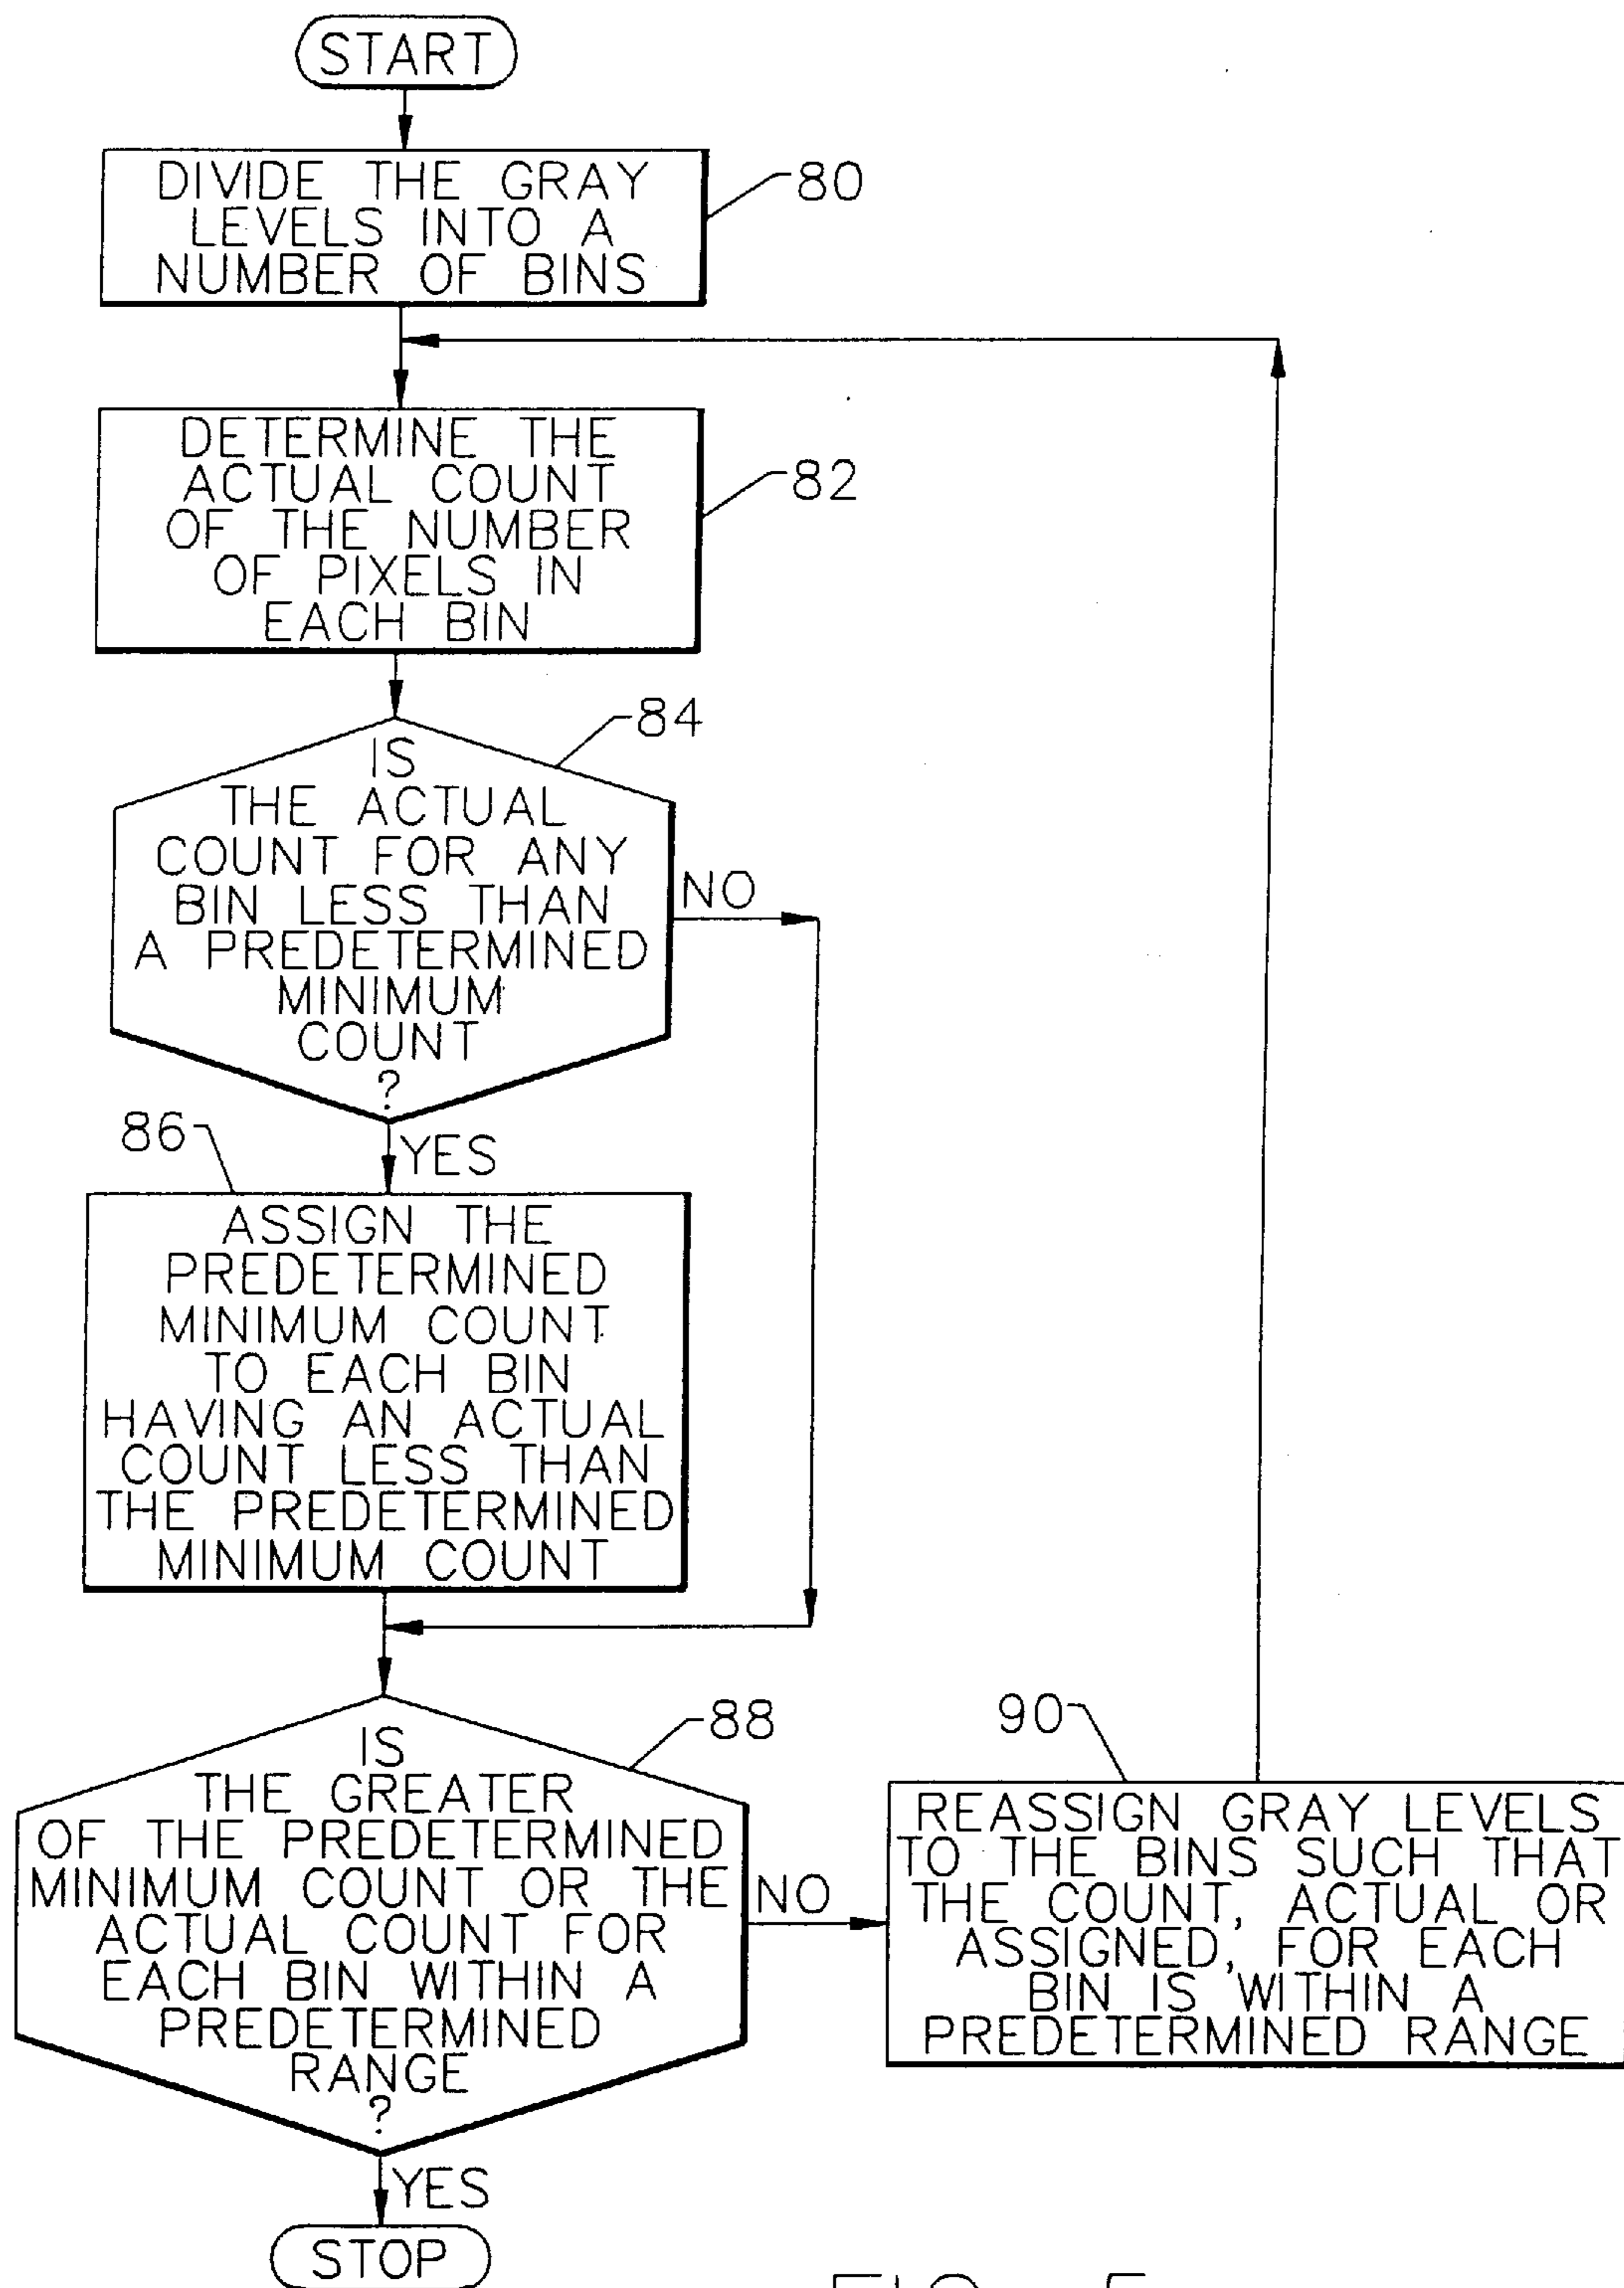 START
DIVIDE THE GRAY
LEVELS INTO A
NUMBER OF BINS
80
DETERMINE THE
ACTUAL COUNT
OF THE NUMBER
OF PIXELS IN
EACH BIN
82
84
IS
THE ACTUAL
COUNT FOR ANY
BIN LESS THAN
A PREDETERMINED
MINIMUM
COUNT
?
NO
YES
86
ASSIGN THE
PREDETERMINED
MINIMUM COUNT
TO EACH BIN
HAVING AN ACTUAL
COUNT LESS THAN
THE PREDETERMINED
MINIMUM COUNT
88
IS
THE GREATER
OF THE PREDETERMINED
MINIMUM COUNT OR THE
ACTUAL COUNT FOR
EACH BIN WITHIN A
PREDETERMINED
RANGE
?
NO
90
REASSIGN GRAY LEVELS
TO THE BINS SUCH THAT
THE COUNT, ACTUAL OR
ASSIGNED, FOR EACH
BIN IS WITHIN A
PREDETERMINED RANGE
YES
STOP